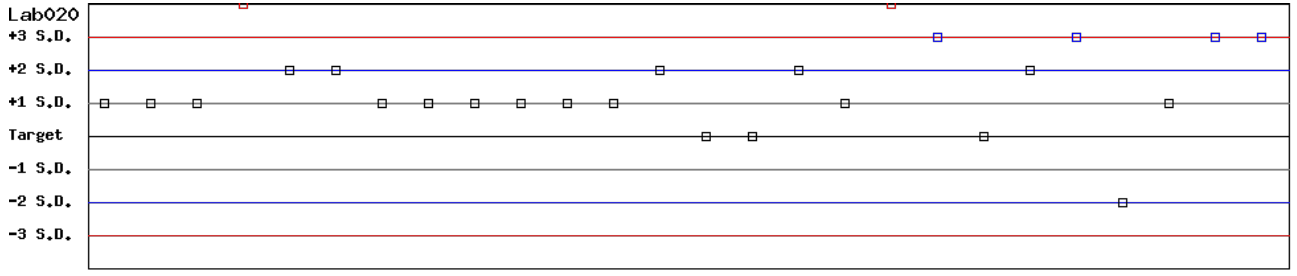 Lab020
+3 S.D.
+2 S.D.
+1 S.D.
Target
-1 S.D.
-2 S.D.
-3 S.D.